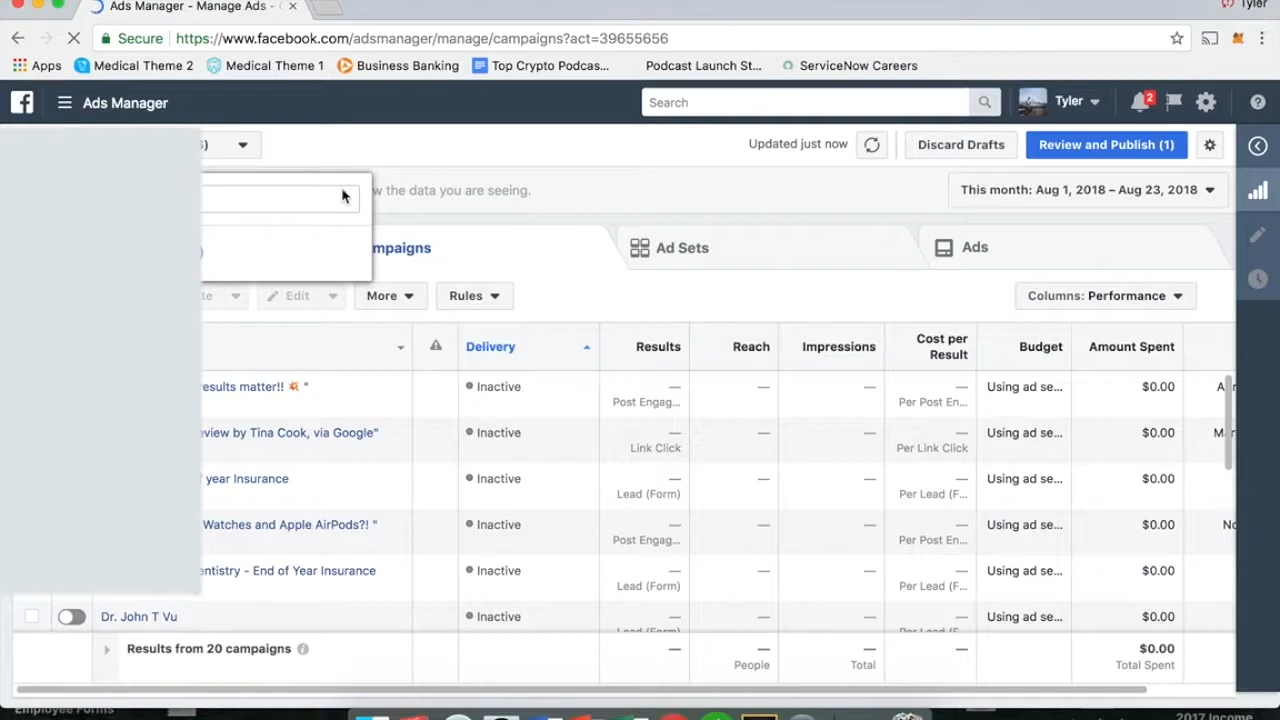 Ads Manager - Manage Ads -
Tyler
Secure
https://www.facebook.com/adsmanager/manage/campaigns?act=39655656
Apps
Medical Theme 2
Medical Theme 1
Business Banking
Top Crypto Podcas...
Podcast Launch St...
ServiceNow Careers
Ads Manager
Search
Tyler
2
Updated just now
Discard Drafts
Review and Publish (1)
w the data you are seeing.
This month: Aug 1, 2018 – Aug 23, 2018
mpaigns
Ad Sets
Ads
te
Edit
More
Rules
Columns: Performance
Delivery
Results
Reach
Impressions
Cost per
Result
Budget
Amount Spent
esults matter!! 💥 "
Inactive
—
—
—
—
Using ad se...
$0.00
Post Engag...
Per Post En...
eview by Tina Cook, via Google"
Inactive
—
—
—
—
Using ad se...
$0.00
Link Click
Per Link Click
f year Insurance
Inactive
—
—
—
—
Using ad se...
$0.00
Lead (Form)
Per Lead (F...
Watches and Apple AirPods?! "
Inactive
—
—
—
—
Using ad se...
$0.00
Post Engag...
Per Post En...
entistry - End of Year Insurance
Inactive
—
—
—
—
Using ad se...
$0.00
Lead (Form)
Per Lead (F...
Dr. John T Vu
Inactive
—
—
—
—
Using ad se...
$0.00
Results from 20 campaigns
—
—
—
—
$0.00
People
Total
Total Spent
Employee Forms
2017 Income